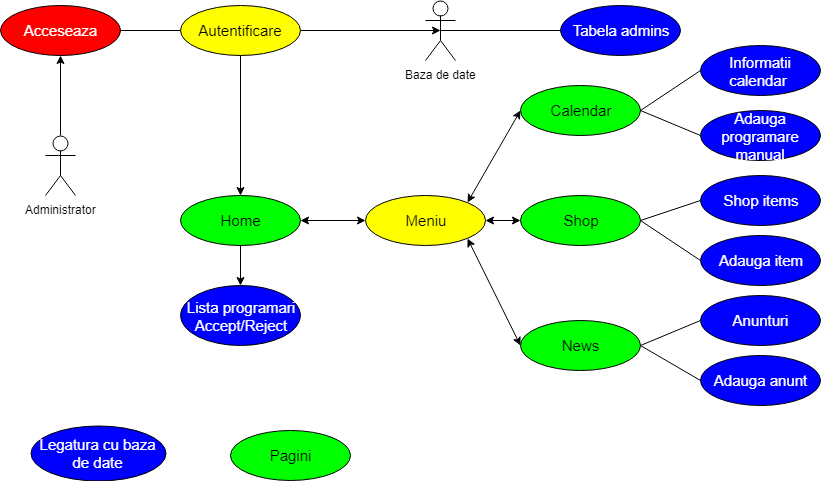 Acceseaza
Autentificare
Tabela admins
Baza de date
Informatii
calendar
Calendar
Adauga
programare
manual
Administrator
Home
Meniu
Shop
Shop items
Adauga item
Lista programari
Accept/Reject
News
Anunturi
Adauga anunt
Legatura cu baza
de date
Pagini